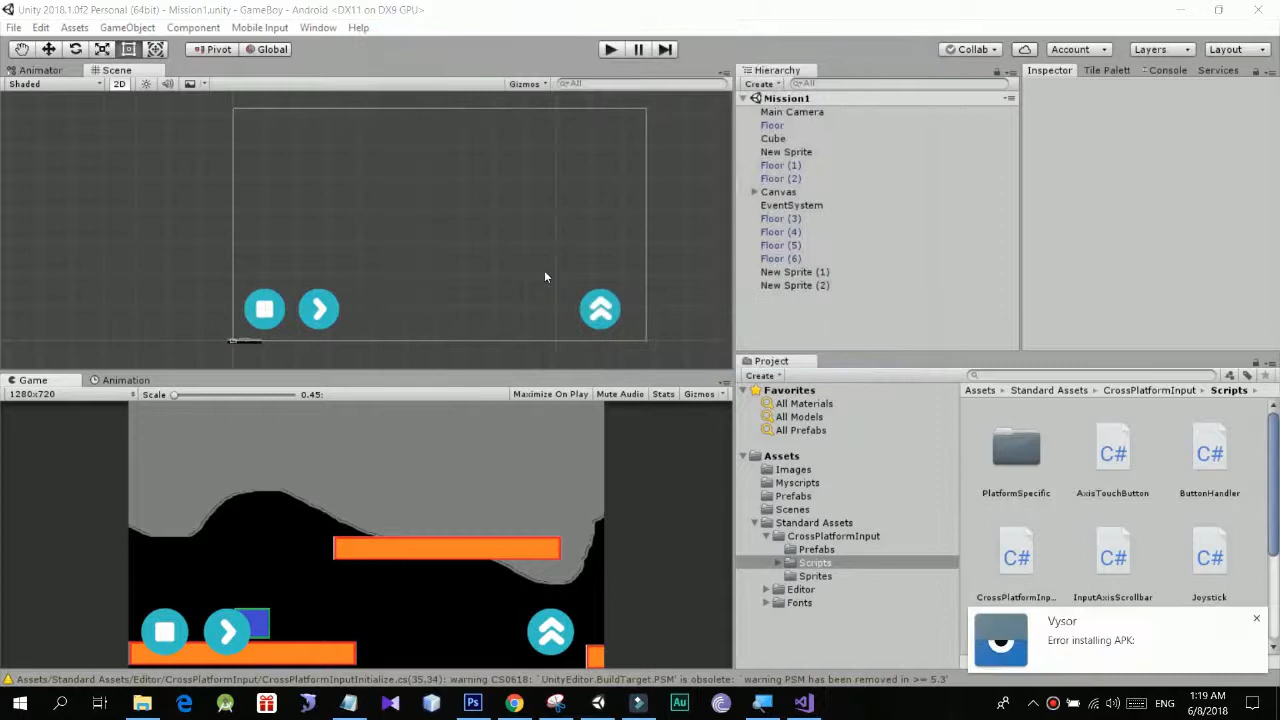 Unity 2018.1.0f2 Personal (64bit) - Mission1.unity - GameBoy - Android <DX11 on DX9 GPU>
File Edit Assets GameObject Component Mobile Input Window Help
Pivot Global Collab Account Layers Layout
Animator Scene Hierarchy Inspector Tile Palett Console Services
Shaded 2D Gizmos All Create All
Mission1
Main Camera
Floor
Cube
New Sprite
Floor (1)
Floor (2)
Canvas
EventSystem
Floor (3)
Floor (4)
Floor (5)
Floor (6)
New Sprite (1)
New Sprite (2)
Game Animation
1280x720 Scale 0.45: Maximize On Play Mute Audio Stats Gizmos
Project
Create
Favorites
All Materials
All Models
All Prefabs
Assets
Images
Myscripts
Prefabs
Scenes
Standard Assets
CrossPlatformInput
Prefabs
Scripts
Sprites
Editor
Fonts
Assets Standard Assets CrossPlatformInput Scripts
C# C#
PlatformSpecific AxisTouchButton ButtonHandler
C# C# C#
CrossPlatformInp... InputAxisScrollbar Joystick
Vysor
Error installing APK:
Assets/Standard Assets/Editor/CrossPlatformInput/CrossPlatformInputInitialize.cs(35,34): warning CS0618: `UnityEditor.BuildTarget.PSM' is obsolete: `warning PSM has been removed in >= 5.3'
Ps Au ENG
1:19 AM
6/8/2018